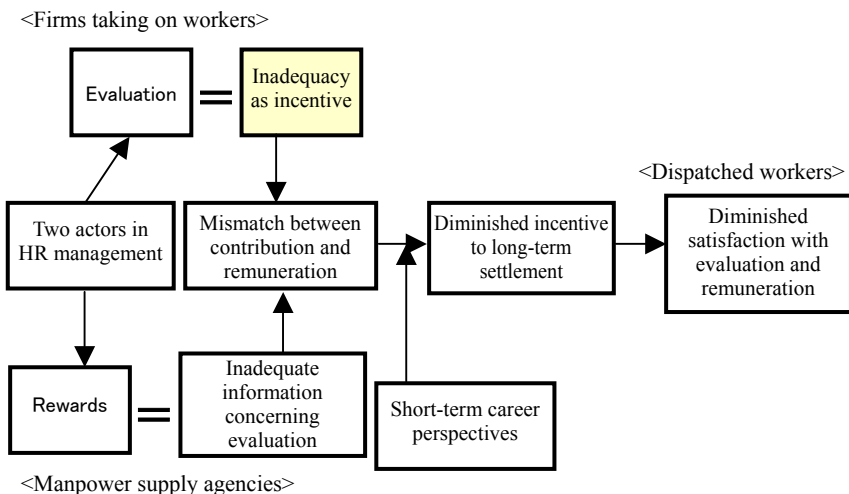 <Firms taking on workers>
Evaluation
Inadequacy
as incentive
<Dispatched workers>
Two actors in
HR management
Mismatch between
contribution and
remuneration
Diminished incentive
to long-term
settlement
Diminished
satisfaction with
evaluation and
remuneration
Rewards
Inadequate
information
concerning
evaluation
Short-term career
perspectives
<Manpower supply agencies>